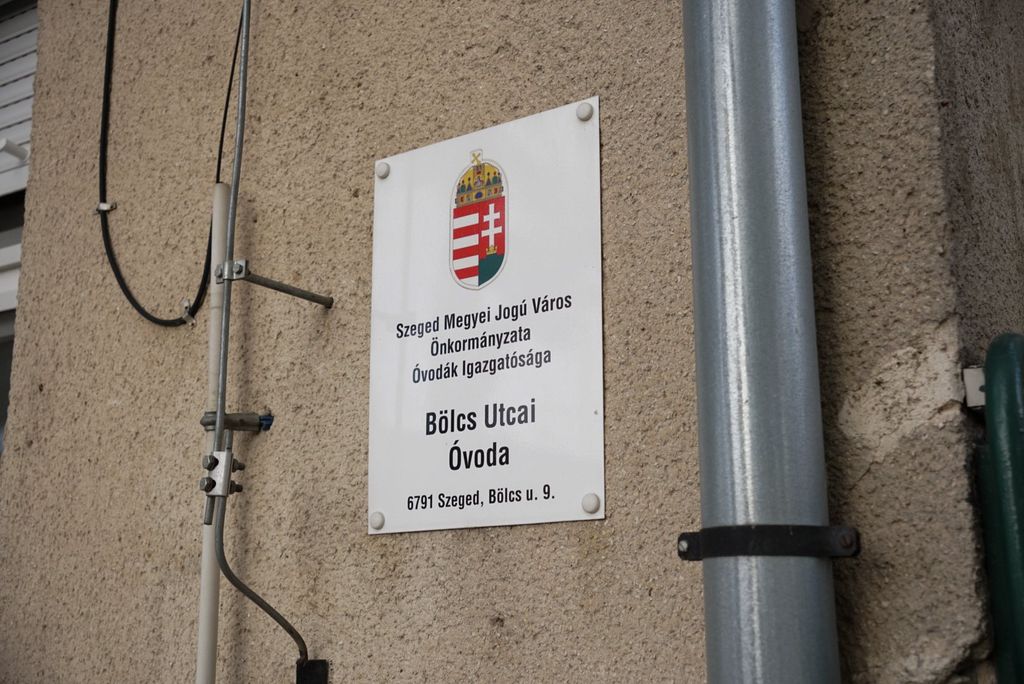 Szeged Megyei Jogú Város
Önkormányzata
Óvodák Igazgatósága
Bölcs Utcai
Óvoda
6791 Szeged, Bölcs u. 9.